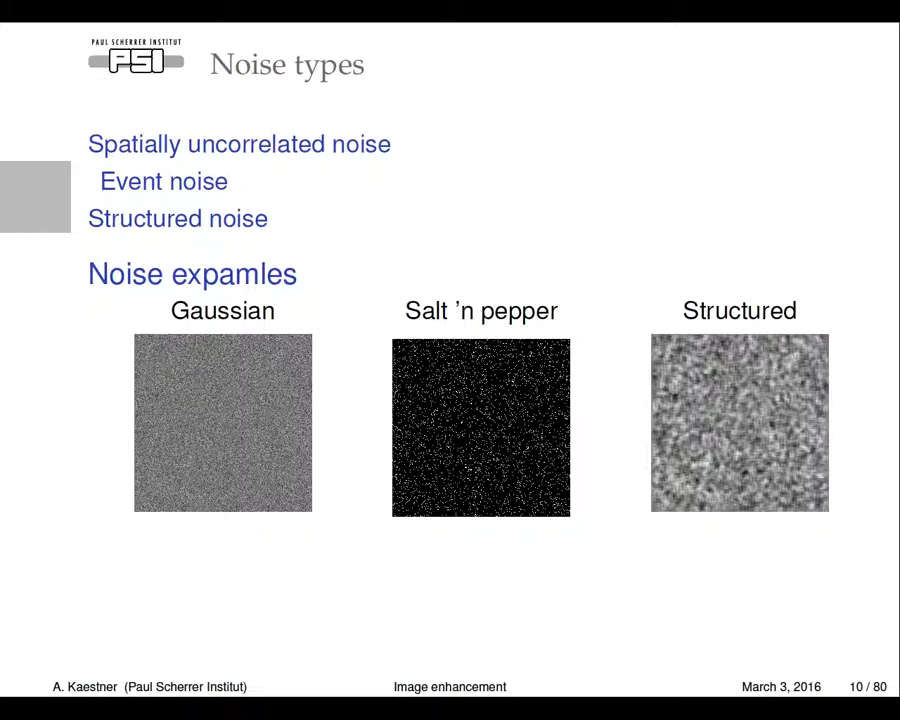 PAUL SCHERRER INSTITUT
PSI
Noise types
Spatially uncorrelated noise
Event noise
Structured noise
Noise expamles
Gaussian Salt ’n pepper Structured
A. Kaestner (Paul Scherrer Institut) Image enhancement March 3, 2016 10 / 80